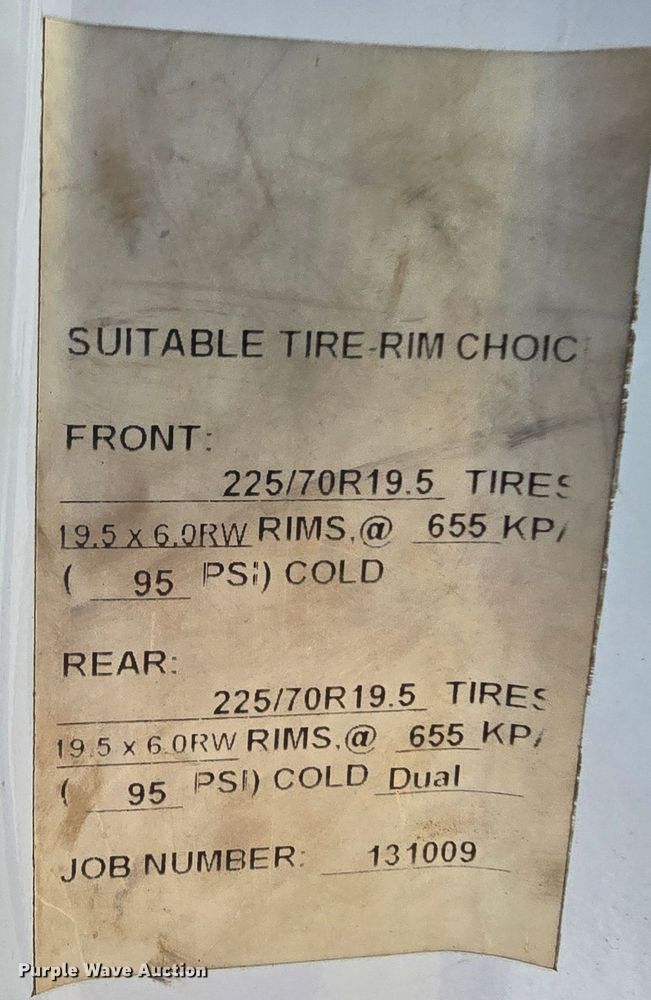 SUITABLE TIRE-RIM CHOIC
FRONT:
225/70R19.5 TIRES
19.5 x 6.0RW RIMS,@ 655 KP
( 95 PSI) COLD
REAR:
225/70R19.5 TIRES
19.5 x 6.0RW RIMS,@ 655 KP
( 95 PSI) COLD Dual
JOB NUMBER: 131009
Purple Wave Auction